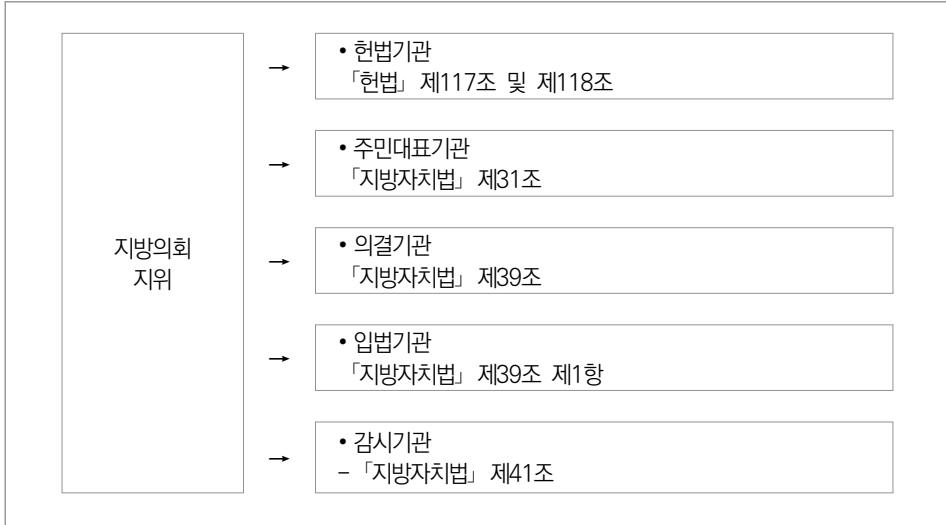 지방의회
지위
→
• 헌법기관
「헌법」 제117조 및 제118조
→
• 주민대표기관
「지방자치법」 제31조
→
• 의결기관
「지방자치법」 제39조
→
• 입법기관
「지방자치법」 제39조 제1항
→
• 감시기관
– 「지방자치법」 제41조